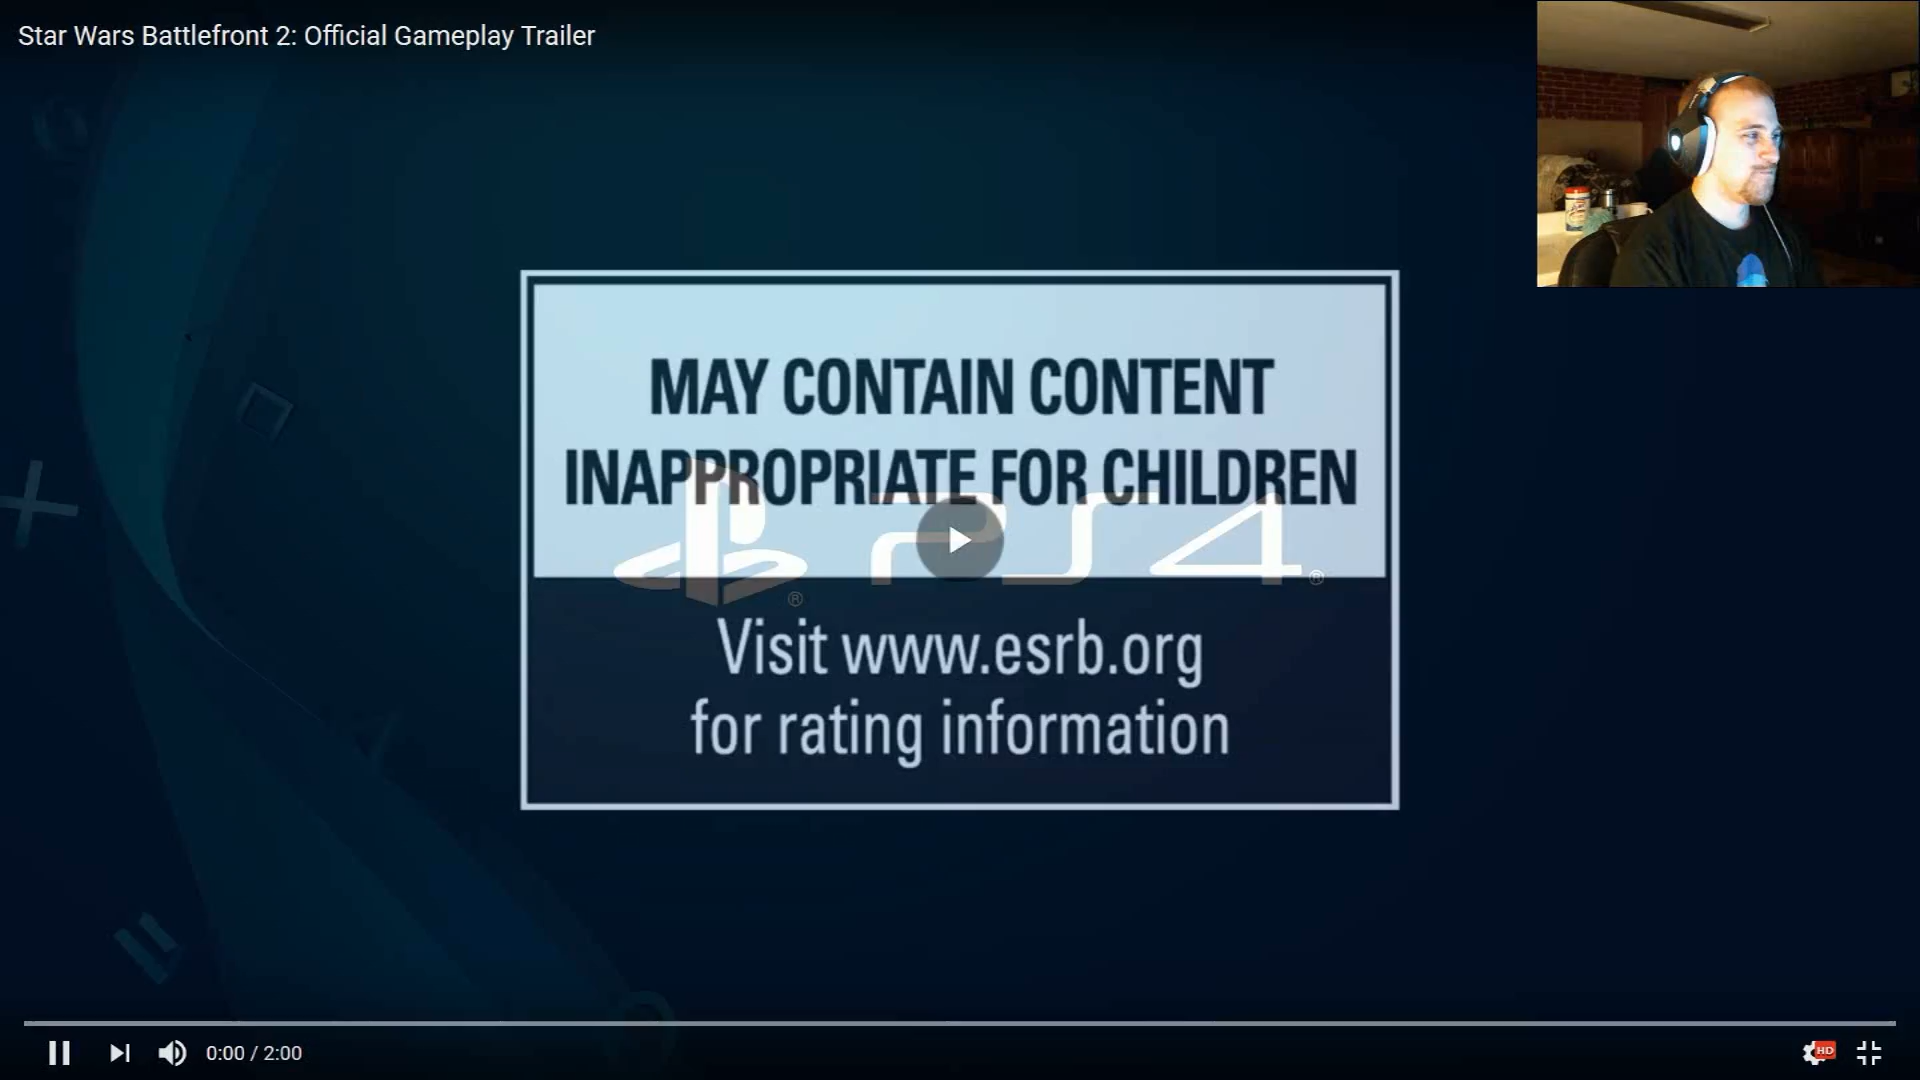 Star Wars Battlefront 2: Official Gameplay Trailer
MAY CONTAIN CONTENT
INAPPROPRIATE FOR CHILDREN
PS4
®
®
Visit www.esrb.org
for rating information
0:00 / 2:00
HD